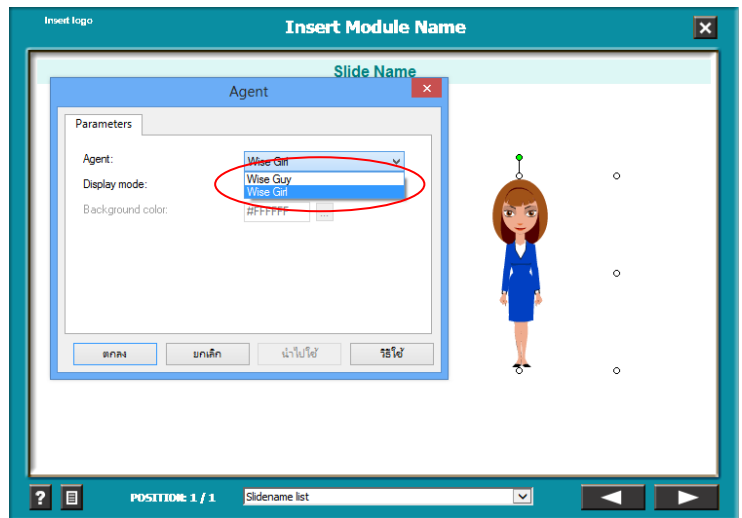 Insert logo
Insert Module Name
Slide Name
Agent
Parameters
Agent:
Wise Girl
Wise Guy
Display mode:
Wise Girl
Background color:
#FFFFFF
...
ตกลง
ยกเลิก
นำไปใช้
วิธีใช้
?
POSITION: 1 / 1
Slidename list